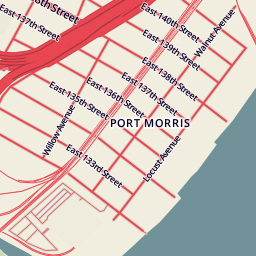 East 137th Street
8th Street
East 140th Street
East 139th Street
Walnut Avenue
East 138th Street
East 137th Street
East 136th Street
East 135th Street
PORT MORRIS
Willow Avenue
Locust Avenue
East 133rd Street